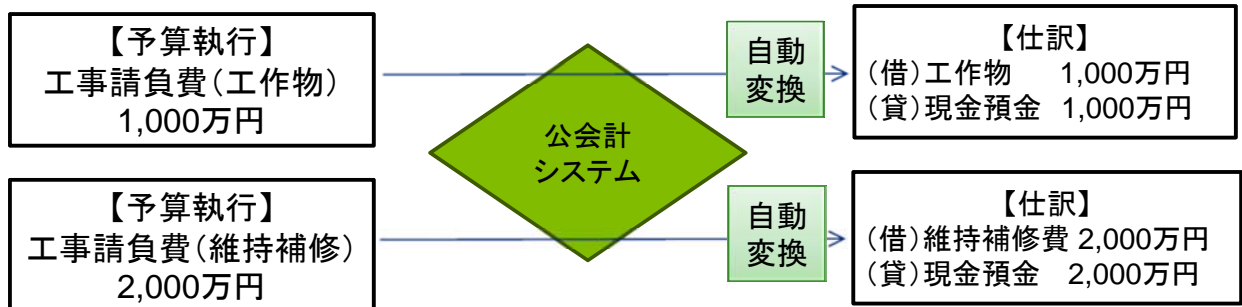 【予算執行】
工事請負費（工作物）
1,000万円
公会計
システム
自動
変換
【仕訳】
（借）工作物　1,000万円
（貸）現金預金 1,000万円
【予算執行】
工事請負費（維持補修）
2,000万円
自動
変換
【仕訳】
（借）維持補修費 2,000万円
（貸）現金預金 2,000万円